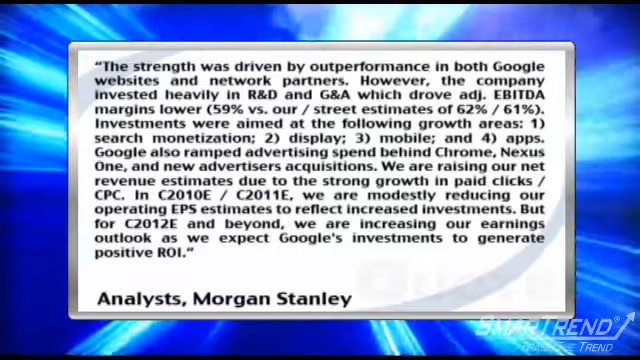 “The strength was driven by outperformance in both Google
websites and network partners. However, the company
invested heavily in R&D and G&A which drove adj. EBITDA
margins lower (59% vs. our / street estimates of 62% / 61%).
Investments were aimed at the following growth areas: 1)
search monetization; 2) display; 3) mobile; and 4) apps.
Google also ramped advertising spend behind Chrome, Nexus
One, and new advertisers acquisitions. We are raising our net
revenue estimates due to the strong growth in paid clicks /
CPC. In C2010E / C2011E, we are modestly reducing our
operating EPS estimates to reflect increased investments. But
for C2012E and beyond, we are increasing our earnings
outlook as we expect Google's investments to generate
positive ROI.”
Quote
Analysts, Morgan Stanley
SMARTREND®
TRADE THE TREND